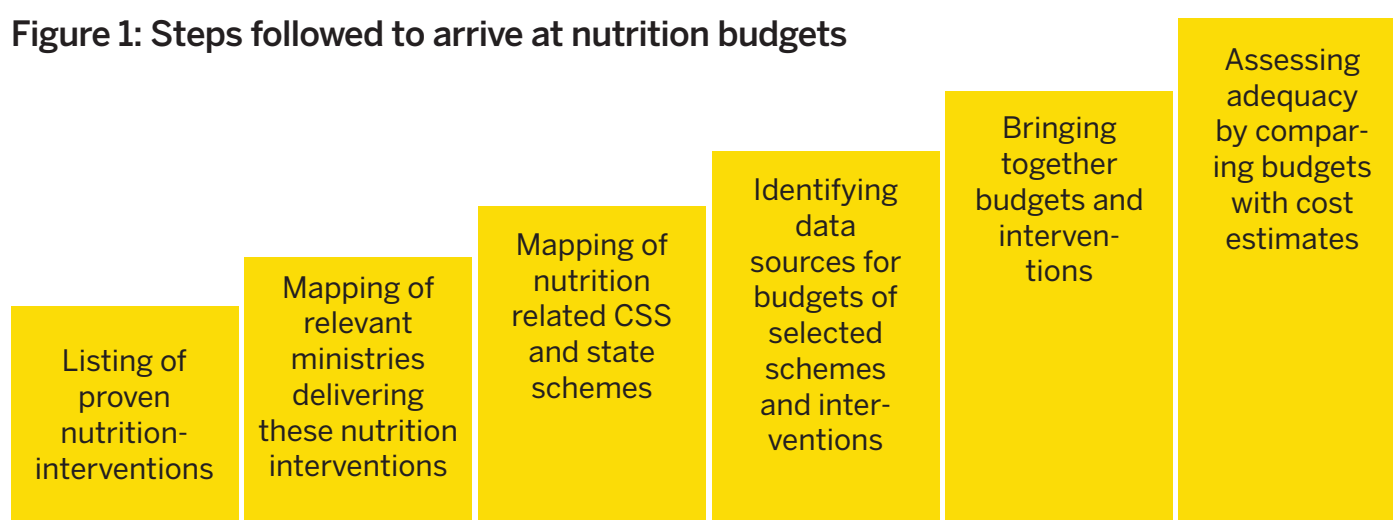 Figure 1: Steps followed to arrive at nutrition budgets
Listing of
proven
nutrition-
interventions
Mapping of
relevant
ministries
delivering
these nutrition
interventions
Mapping of
nutrition
related CSS
and state
schemes
Identifying
data
sources for
budgets of
selected
schemes
and inter-
ventions
Bringing
together
budgets and
interven-
tions
Assessing
adequacy
by compar-
ing budgets
with cost
estimates